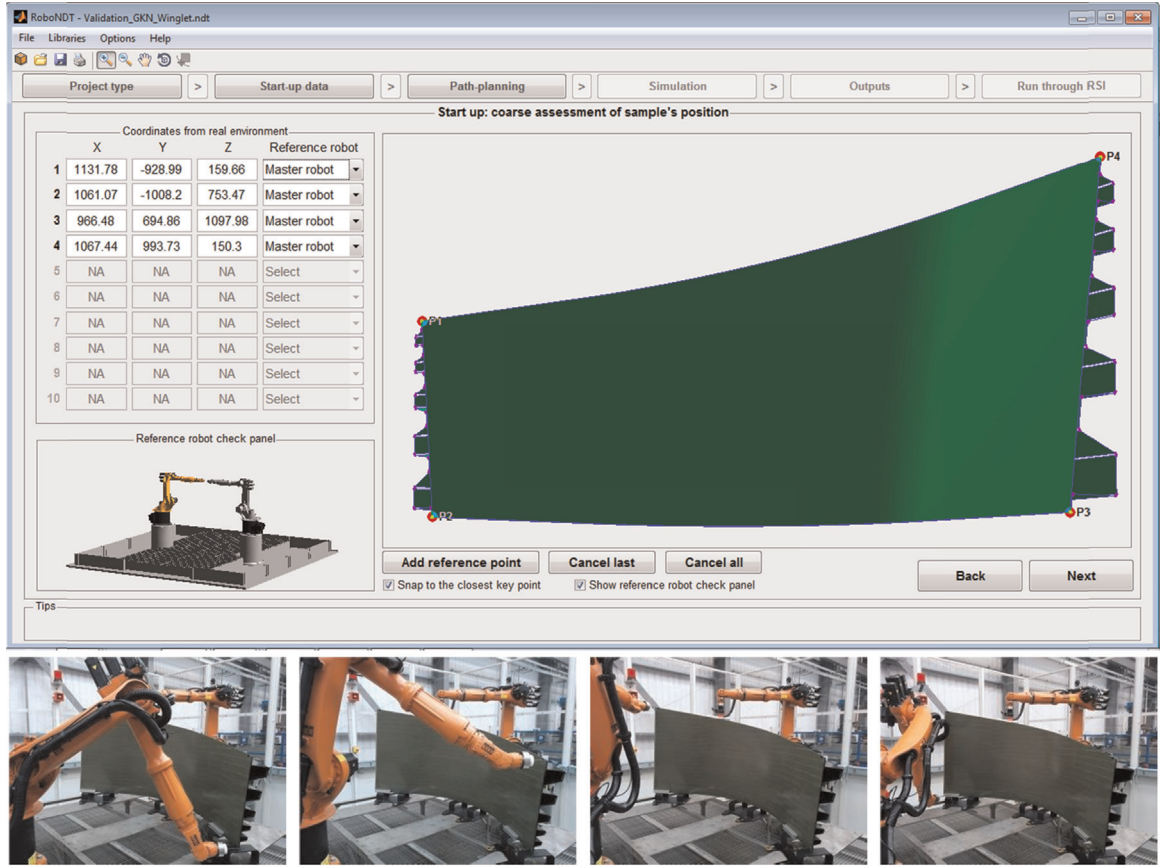 RoboNDT - Validation_GKN_Winglet.ndt
File Libraries Options Help
Project type > Start-up data > Path-planning > Simulation > Outputs > Run through RSI
Start up: coarse assessment of sample's position
Coordinates from real environment
X Y Z Reference robot
1 1131.78 -928.99 159.66 Master robot
2 1061.07 -1008.2 753.47 Master robot
3 966.48 694.86 1097.98 Master robot
4 1067.44 993.73 150.3 Master robot
5 NA NA NA Select
6 NA NA NA Select
7 NA NA NA Select
8 NA NA NA Select
9 NA NA NA Select
10 NA NA NA Select
Reference robot check panel
P4
P1
P2
P3
Add reference point Cancel last Cancel all
Snap to the closest key point Show reference robot check panel
Back Next
Tips